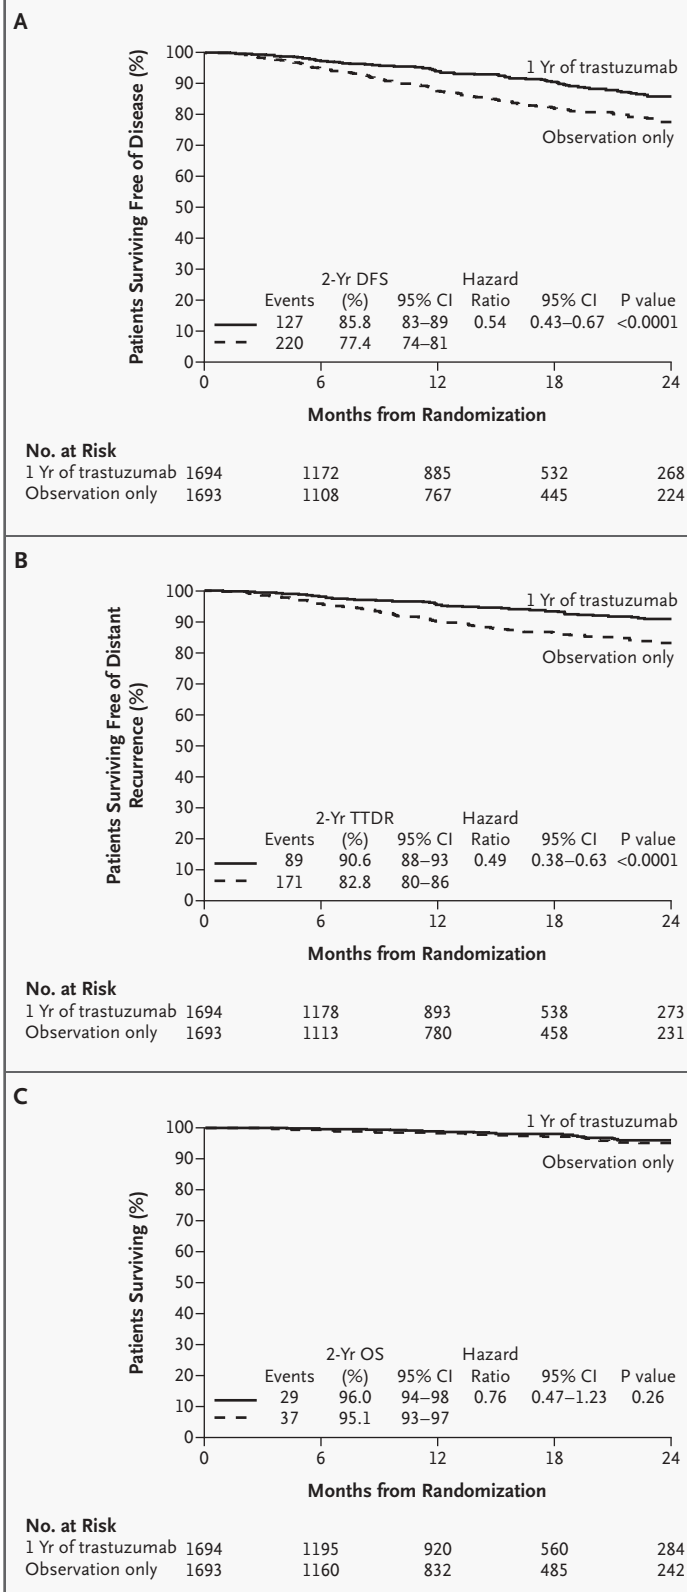 A
Patients Surviving Free of Disease (%)
100
90
80
70
60
50
40
30
20
10
0
1 Yr of trastuzumab
Observation only
2-Yr DFS Hazard
Events (%) 95% CI Ratio 95% CI P value
127 85.8 83–89 0.54 0.43–0.67 <0.0001
220 77.4 74–81
0 6 12 18 24
Months from Randomization
No. at Risk
1 Yr of trastuzumab 1694 1172 885 532 268
Observation only 1693 1108 767 445 224
B
Patients Surviving Free of Distant
Recurrence (%)
100
90
80
70
60
50
40
30
20
10
0
1 Yr of trastuzumab
Observation only
2-Yr TTDR Hazard
Events (%) 95% CI Ratio 95% CI P value
89 90.6 88–93 0.49 0.38–0.63 <0.0001
171 82.8 80–86
0 6 12 18 24
Months from Randomization
No. at Risk
1 Yr of trastuzumab 1694 1178 893 538 273
Observation only 1693 1113 780 458 231
C
Patients Surviving (%)
100
90
80
70
60
50
40
30
20
10
0
1 Yr of trastuzumab
Observation only
2-Yr OS Hazard
Events (%) 95% CI Ratio 95% CI P value
29 96.0 94–98 0.76 0.47–1.23 0.26
37 95.1 93–97
0 6 12 18 24
Months from Randomization
No. at Risk
1 Yr of trastuzumab 1694 1195 920 560 284
Observation only 1693 1160 832 485 242